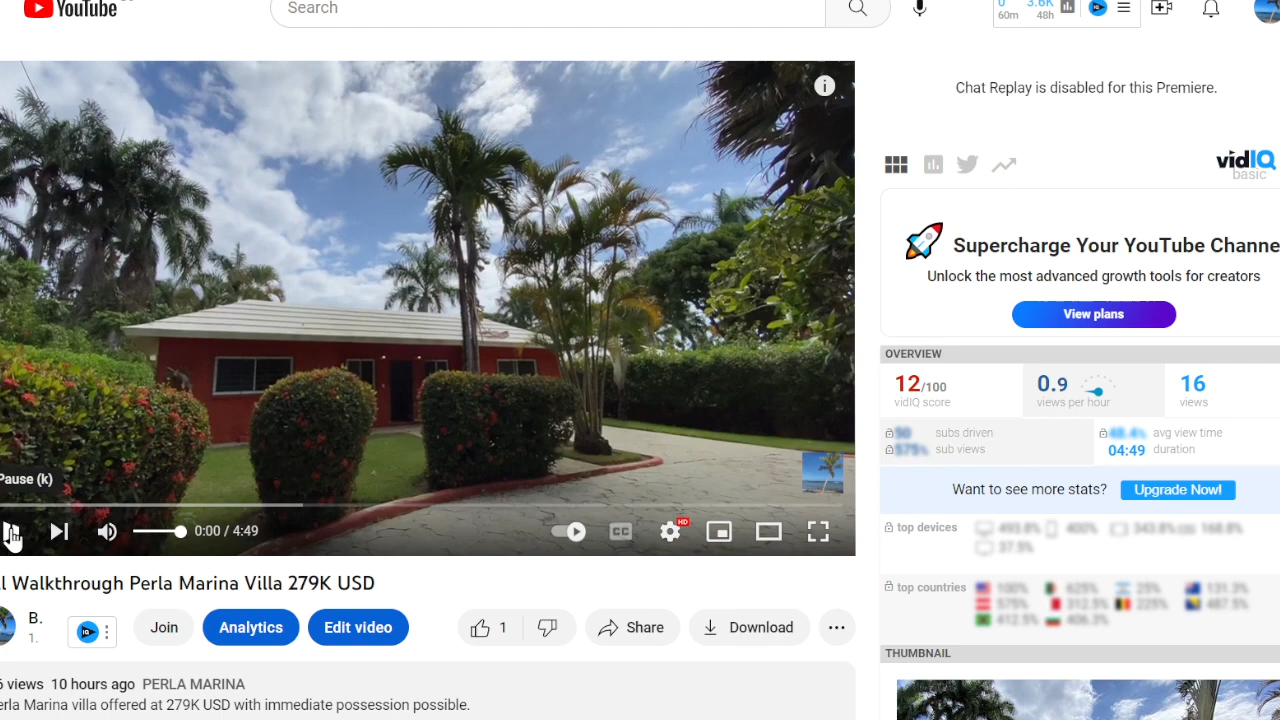 YouTube
Search
0 3.6K
60m 48h
Chat Replay is disabled for this Premiere.
vidIQ
basic
Supercharge Your YouTube Channe
Unlock the most advanced growth tools for creators
View plans
OVERVIEW
12/100
vidIQ score
0.9
views per hour
16
views
subs driven
sub views
avg view time
04:49 duration
Want to see more stats? Upgrade Now!
top devices
top countries
THUMBNAIL
Pause (k)
0:00 / 4:49
CC
HD
l Walkthrough Perla Marina Villa 279K USD
B.
1.
IQ
Join
Analytics
Edit video
1
Share
Download
6 views 10 hours ago PERLA MARINA
erla Marina villa offered at 279K USD with immediate possession possible.